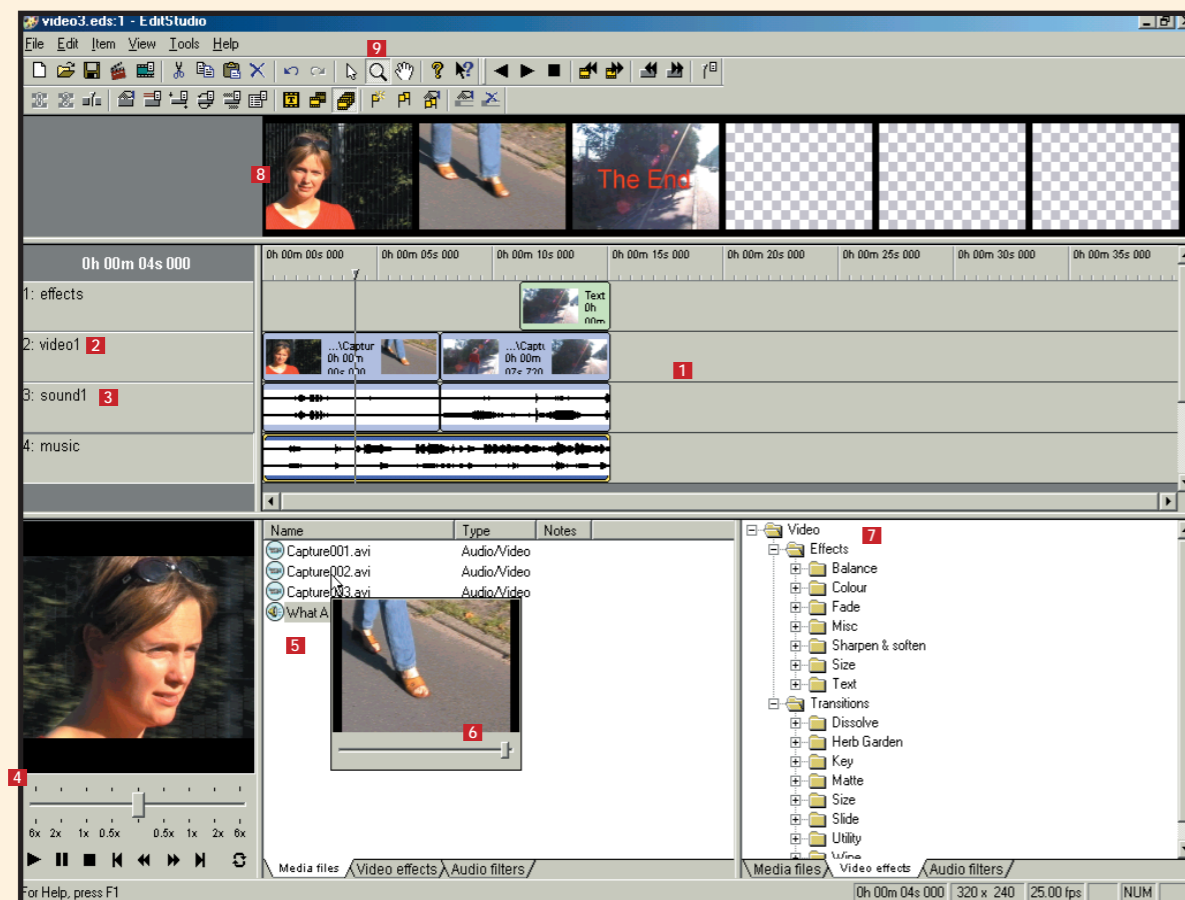 video3.eds:1 - EditStudio
File Edit Item View Tools Help
9
8
The End
0h 00m 04s 000
0h 00m 00s 000 0h 00m 05s 000 0h 00m 10s 000 0h 00m 15s 000 0h 00m 20s 000 0h 00m 25s 000 0h 00m 30s 000 0h 00m 35s 000
1: effects
Text
0h
00m
2: video1 2
...\Captur
0h 00m
00s 000
...\Captu
0h 00m
07s 720
1
3: sound1 3
4: music
Name Type Notes
Capture001.avi Audio/Video
Capture002.avi Audio/Video
Capture003.avi Audio/Video
What A
5
6
Video
7
Effects
Balance
Colour
Fade
Misc
Sharpen & soften
Size
Text
Transitions
Dissolve
Herb Garden
Key
Matte
Size
Slide
Utility
Wipe
4
6x 2x 1x 0.5x 0.5x 1x 2x 6x
Media files Video effects Audio filters
Media files Video effects Audio filters
For Help, press F1
0h 00m 04s 000 320 x 240 25.00 fps NUM